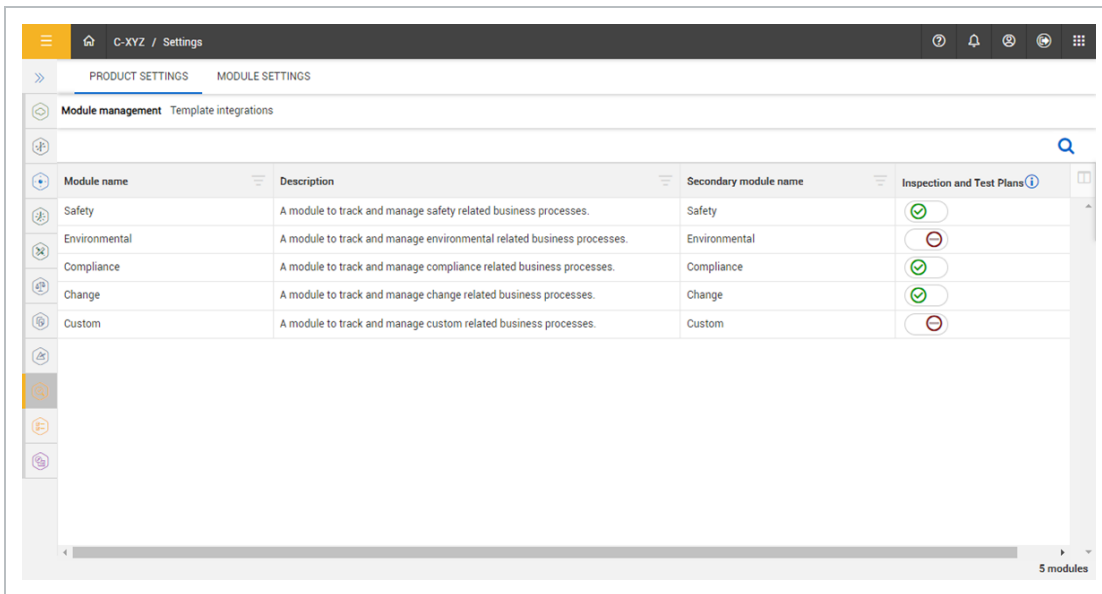 C-XYZ / Settings
PRODUCT SETTINGS MODULE SETTINGS
Module management Template integrations
Module name Description Secondary module name Inspection and Test Plans
Safety A module to track and manage safety related business processes. Safety
Environmental A module to track and manage environmental related business processes. Environmental
Compliance A module to track and manage compliance related business processes. Compliance
Change A module to track and manage change related business processes. Change
Custom A module to track and manage custom related business processes. Custom
5 modules